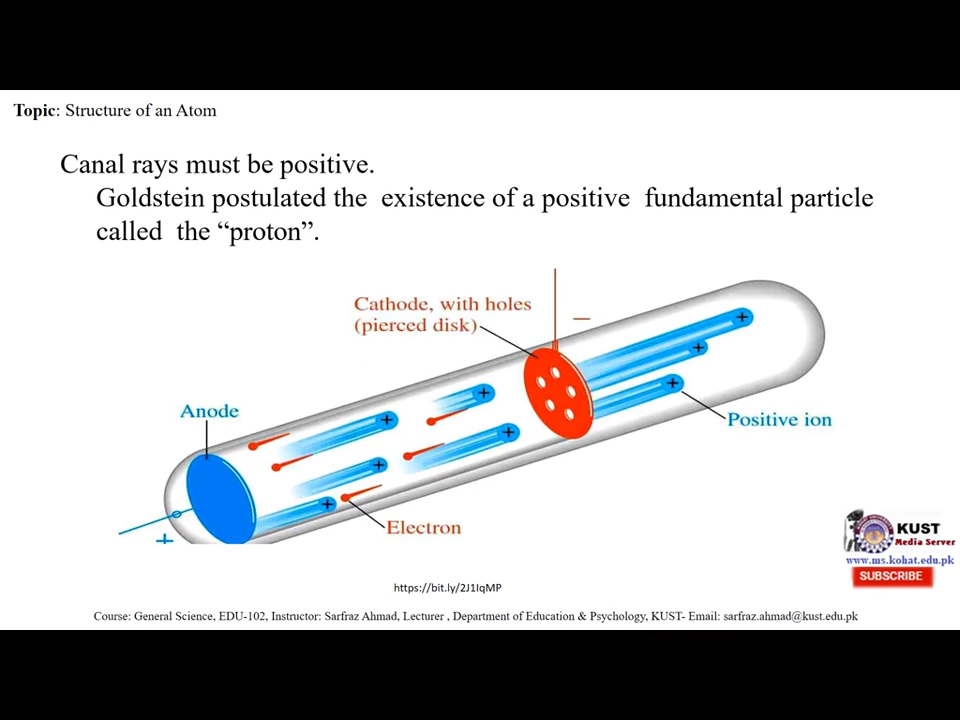 Topic: Structure of an Atom
Canal rays must be positive.
Goldstein postulated the existence of a positive fundamental particle
called the “proton”.
Cathode, with holes
(pierced disk)
−
+
+
+
Anode
+
+
+
+
+
Positive ion
Electron
+
KUST
Media Server
www.ms.kohat.edu.pk
SUBSCRIBE
https://bit.ly/2J1IqMP
Course: General Science, EDU-102, Instructor: Sarfraz Ahmad, Lecturer , Department of Education & Psychology, KUST- Email: sarfraz.ahmad@kust.edu.pk